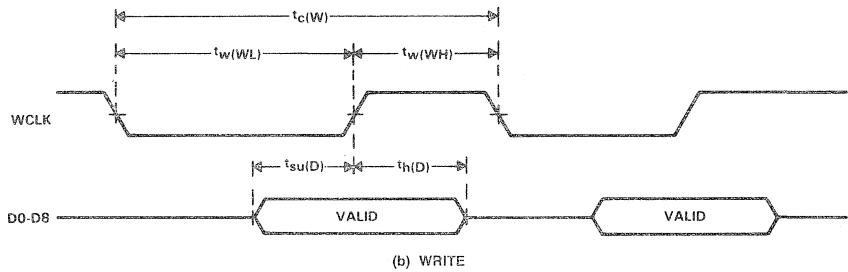 tc(W)
tw(WL) tw(WH)
WCLK
tsu(D) th(D)
D0-D8 VALID VALID
(b) WRITE